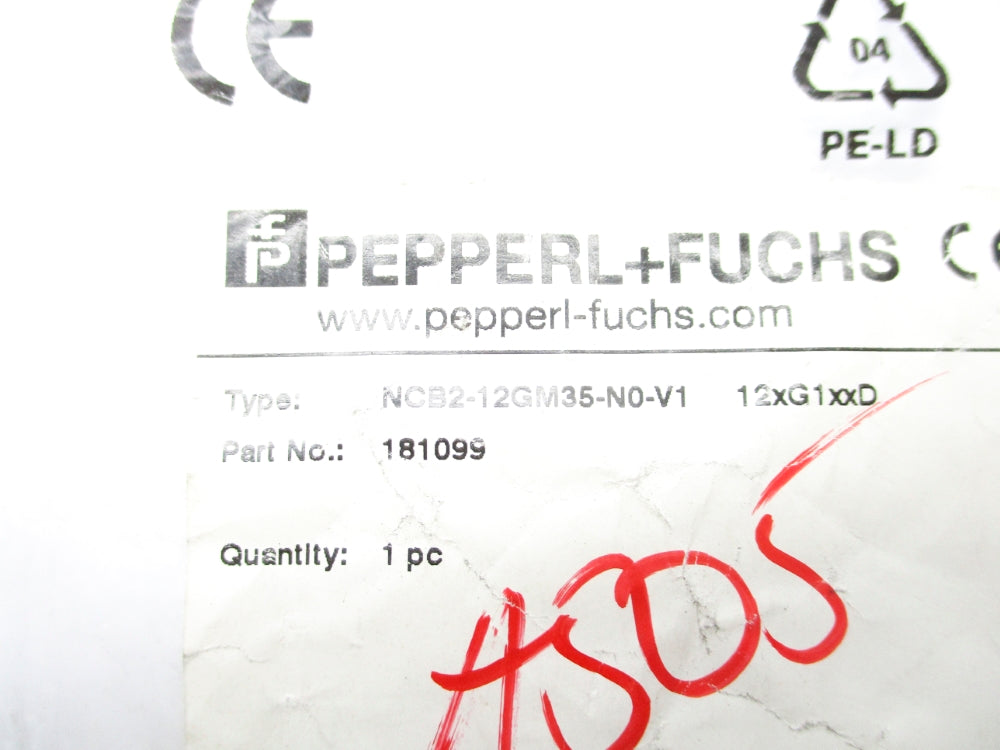 CE
04
PE-LD
PEPPERL+FUCHS CE
www.pepperl-fuchs.com
Type: NCB2-12GM35-N0-V1 12xG1xxD
Part No.: 181099
Quantity: 1 pc